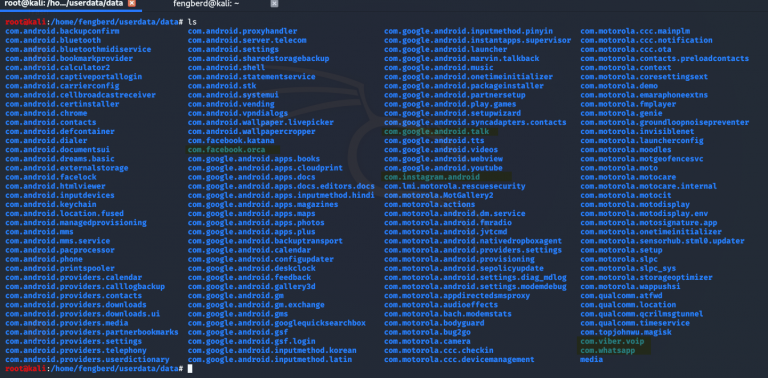 root@kali: /ho.../userdata/data
fengberd@kali: ~
root@kali:/home/fengberd/userdata/data# ls
com.android.backupconfirm com.android.proxyhandler com.google.android.inputmethod.pinyin com.motorola.ccc.mainplm
com.android.bluetooth com.android.server.telecom com.google.android.instantapps.supervisor com.motorola.ccc.notification
com.android.bluetoothmidiservice com.android.settings com.google.android.launcher com.motorola.ccc.ota
com.android.bookmarkprovider com.android.sharedstoragebackup com.google.android.marvin.talkback com.motorola.contacts.preloadcontacts
com.android.calculator2 com.android.shell com.google.android.music com.motorola.context
com.android.captiveportallogin com.android.statementservice com.google.android.onetimeinitializer com.motorola.coresettingsext
com.android.carrierconfig com.android.stk com.google.android.packageinstaller com.motorola.demo
com.android.cellbroadcastreceiver com.android.systemui com.google.android.partnersetup com.motorola.emaraphoneextns
com.android.certinstaller com.android.vending com.google.android.play.games com.motorola.fmplayer
com.android.chrome com.android.vpndialogs com.google.android.setupwizard com.motorola.genie
com.android.contacts com.android.wallpaper.livepicker com.google.android.syncadapters.contacts com.motorola.groundloopnoisepreventer
com.android.defcontainer com.android.wallpapercropper com.google.android.talk com.motorola.invisiblenet
com.android.dialer com.facebook.katana com.google.android.tts com.motorola.launcherconfig
com.android.documentsui com.facebook.orca com.google.android.videos com.motorola.moodles
com.android.dreams.basic com.google.android.apps.books com.google.android.webview com.motorola.motgeofencesvc
com.android.externalstorage com.google.android.apps.cloudprint com.google.android.youtube com.motorola.moto
com.android.facelock com.google.android.apps.docs com.instagram.android com.motorola.motocare
com.android.htmlviewer com.google.android.apps.docs.editors.docs com.lmi.motorola.rescuesecurity com.motorola.motocare.internal
com.android.inputdevices com.google.android.apps.inputmethod.hindi com.motorola.MotGallery2 com.motorola.motocit
com.android.keychain com.google.android.apps.magazines com.motorola.actions com.motorola.motodisplay
com.android.location.fused com.google.android.apps.maps com.motorola.android.dm.service com.motorola.motodisplay.env
com.android.managedprovisioning com.google.android.apps.photos com.motorola.android.fmradio com.motorola.motosignature.app
com.android.mms com.google.android.apps.plus com.motorola.android.jvtcmd com.motorola.onetimeinitializer
com.android.mms.service com.google.android.backuptransport com.motorola.android.nativedropboxagent com.motorola.sensorhub.stml0.updater
com.android.pacprocessor com.google.android.calendar com.motorola.android.providers.settings com.motorola.setup
com.android.phone com.google.android.configupdater com.motorola.android.provisioning com.motorola.slpc
com.android.printspooler com.google.android.deskclock com.motorola.android.sepolicyupdate com.motorola.slpc_sys
com.android.providers.calendar com.google.android.feedback com.motorola.android.settings.diag_mdlog com.motorola.storageoptimizer
com.android.providers.calllogbackup com.google.android.gallery3d com.motorola.android.settings.modemdebug com.motorola.wappushsi
com.android.providers.contacts com.google.android.gm com.motorola.appdirectedsmsproxy com.qualcomm.atfwd
com.android.providers.downloads com.google.android.gm.exchange com.motorola.audioeffects com.qualcomm.location
com.android.providers.downloads.ui com.google.android.gms com.motorola.bach.modemstats com.qualcomm.qcrilmsgtunnel
com.android.providers.media com.google.android.googlequicksearchbox com.motorola.bodyguard com.qualcomm.timeservice
com.android.providers.partnerbookmarks com.google.android.gsf com.motorola.bug2go com.topjohnwu.magisk
com.android.providers.settings com.google.android.gsf.login com.motorola.camera com.viber.voip
com.android.providers.telephony com.google.android.inputmethod.korean com.motorola.ccc.checkin com.whatsapp
com.android.providers.userdictionary com.google.android.inputmethod.latin com.motorola.ccc.devicemanagement media
root@kali:/home/fengberd/userdata/data#